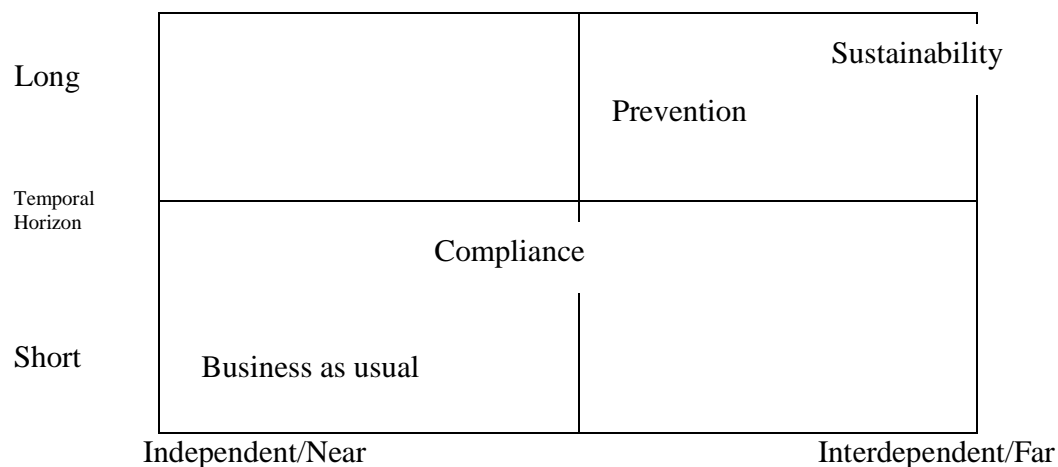 Sustainability
Long
Prevention
Temporal
Horizon
Compliance
Short
Business as usual
Independent/Near
Interdependent/Far